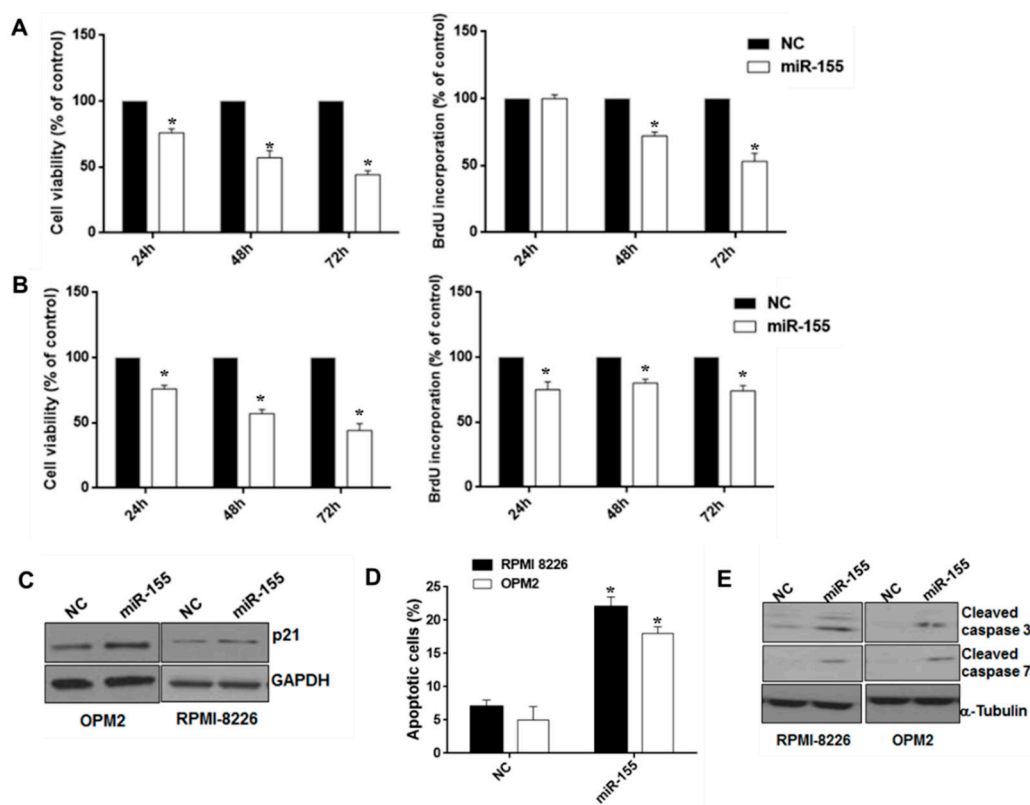 A
Cell viability (% of control)
150
100
50
0
*
*
*
24h
48h
72h
BrdU incorporation (% of control)
150
100
50
0
*
*
24h
48h
72h
NC
miR-155
B
Cell viability (% of control)
150
100
50
0
*
*
*
24h
48h
72h
BrdU incorporation (% of control)
150
100
50
0
*
*
*
24h
48h
72h
NC
miR-155
C
NC
miR-155
NC
miR-155
p21
GAPDH
OPM2
RPMI-8226
D
RPMI 8226
OPM2
Apoptotic cells (%)
25
20
15
10
5
0
*
*
NC
miR-155
E
NC
miR-155
NC
miR-155
Cleaved
caspase 3
Cleaved
caspase 7
α-Tubulin
RPMI-8226
OPM2